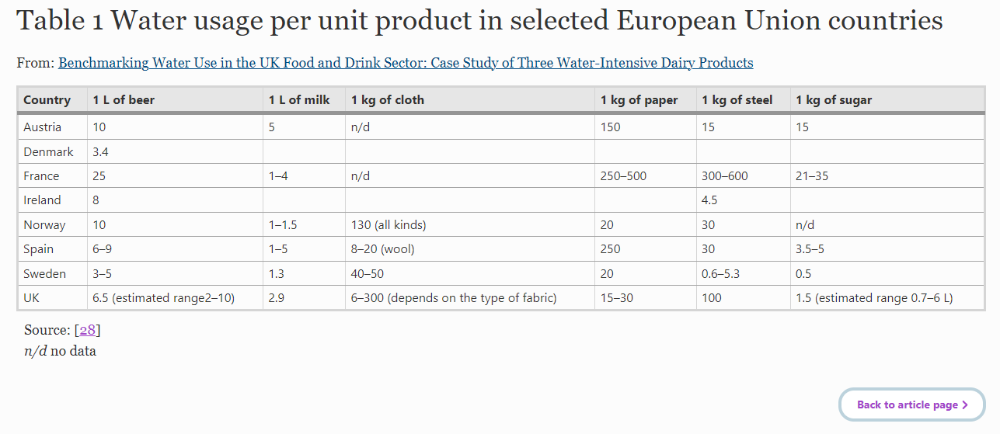 Table 1 Water usage per unit product in selected European Union countries
From: Benchmarking Water Use in the UK Food and Drink Sector: Case Study of Three Water-Intensive Dairy Products
Country 1 L of beer 1 L of milk 1 kg of cloth 1 kg of paper 1 kg of steel 1 kg of sugar
Austria 10 5 n/d 150 15 15
Denmark 3.4
France 25 1–4 n/d 250–500 300–600 21–35
Ireland 8 4.5
Norway 10 1–1.5 130 (all kinds) 20 30 n/d
Spain 6–9 1–5 8–20 (wool) 250 30 3.5–5
Sweden 3–5 1.3 40–50 20 0.6–5.3 0.5
UK 6.5 (estimated range2–10) 2.9 6–300 (depends on the type of fabric) 15–30 100 1.5 (estimated range 0.7–6 L)
Source: [28]
n/d no data
Back to article page